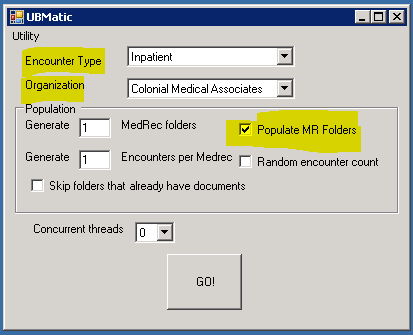 UBMatic
Utility
Encounter Type Inpatient
Organization Colonial Medical Associates
Population
Generate 1 MedRec folders Populate MR Folders
Generate 1 Encounters per Medrec Random encounter count
Skip folders that already have documents
Concurrent threads 0
GO!